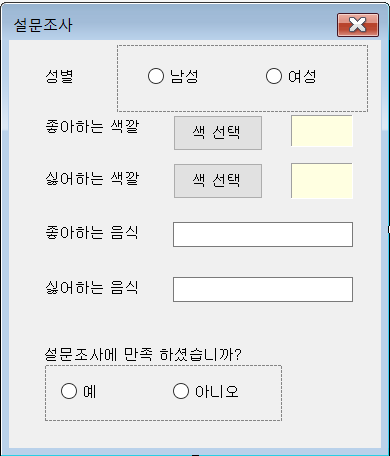 설문조사
성별 남성 여성
좋아하는 색깔 색 선택
싫어하는 색깔 색 선택
좋아하는 음식
싫어하는 음식
설문조사에 만족 하셨습니까?
예 아니오